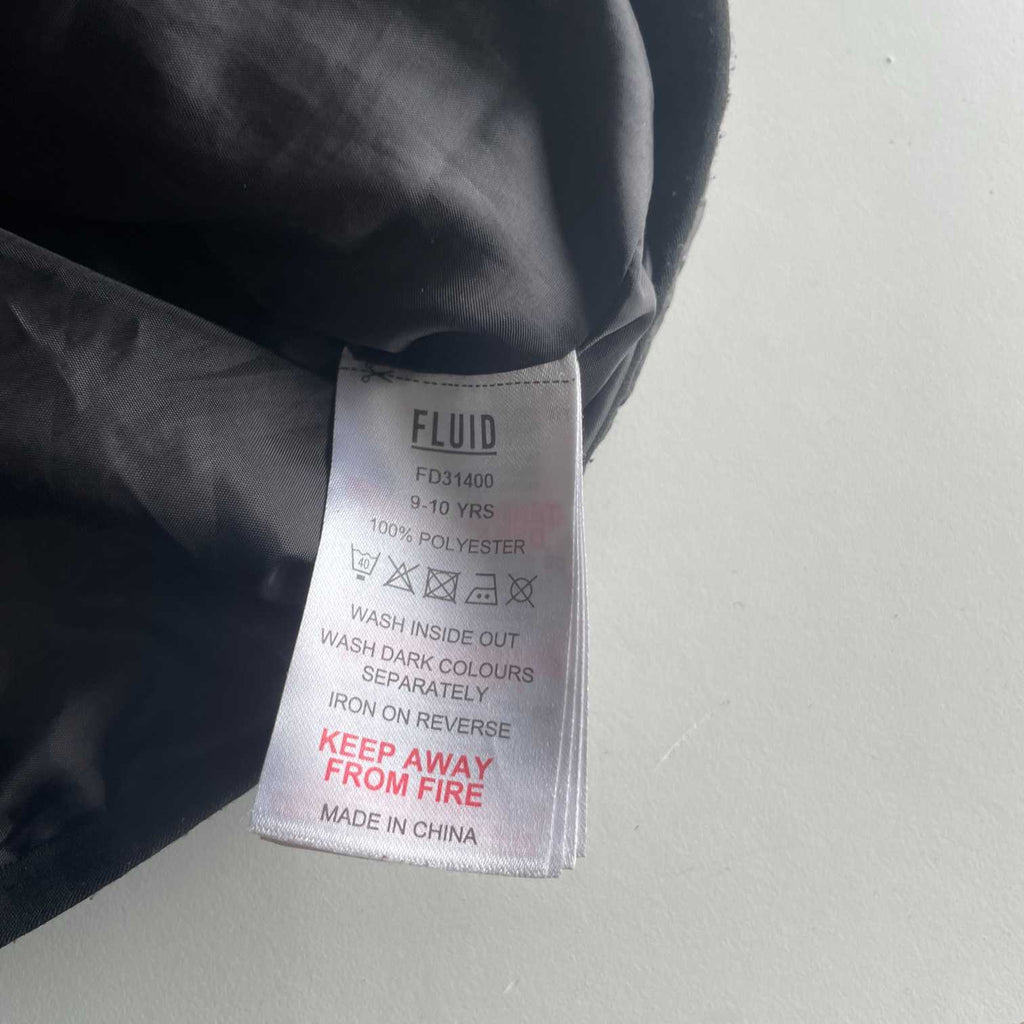 FLUID
FD31400
9-10 YRS
100% POLYESTER
40
WASH INSIDE OUT
WASH DARK COLOURS
SEPARATELY
IRON ON REVERSE
KEEP AWAY
FROM FIRE
MADE IN CHINA